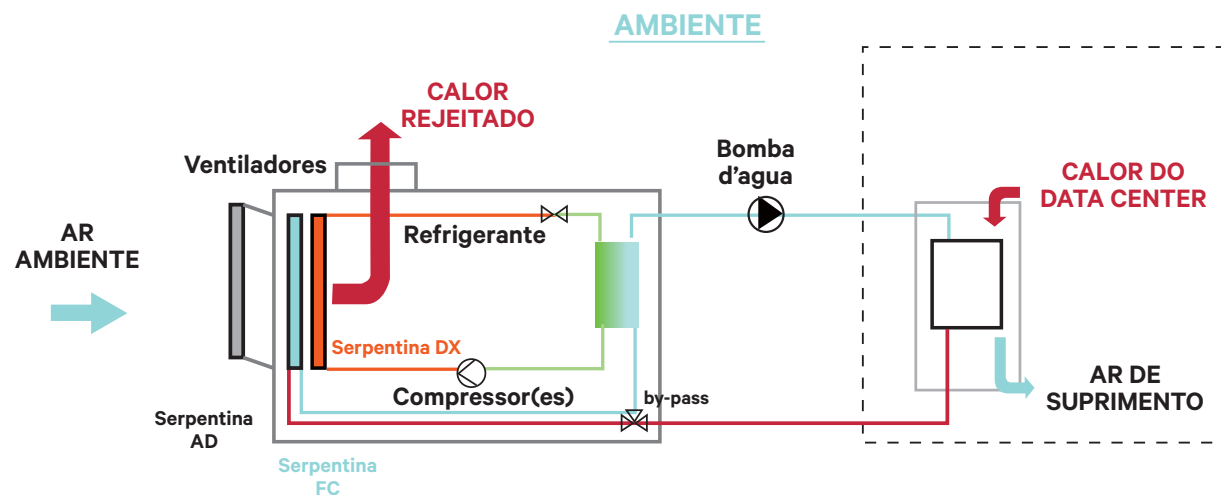 AMBIENTE
CALOR
REJEITADO
Ventiladores
Bomba
d’agua
CALOR DO
DATA CENTER
AR
AMBIENTE
Refrigerante
Serpentina DX
Compressor(es)
by-pass
AR DE
SUPRIMENTO
Serpentina
AD
Serpentina
FC